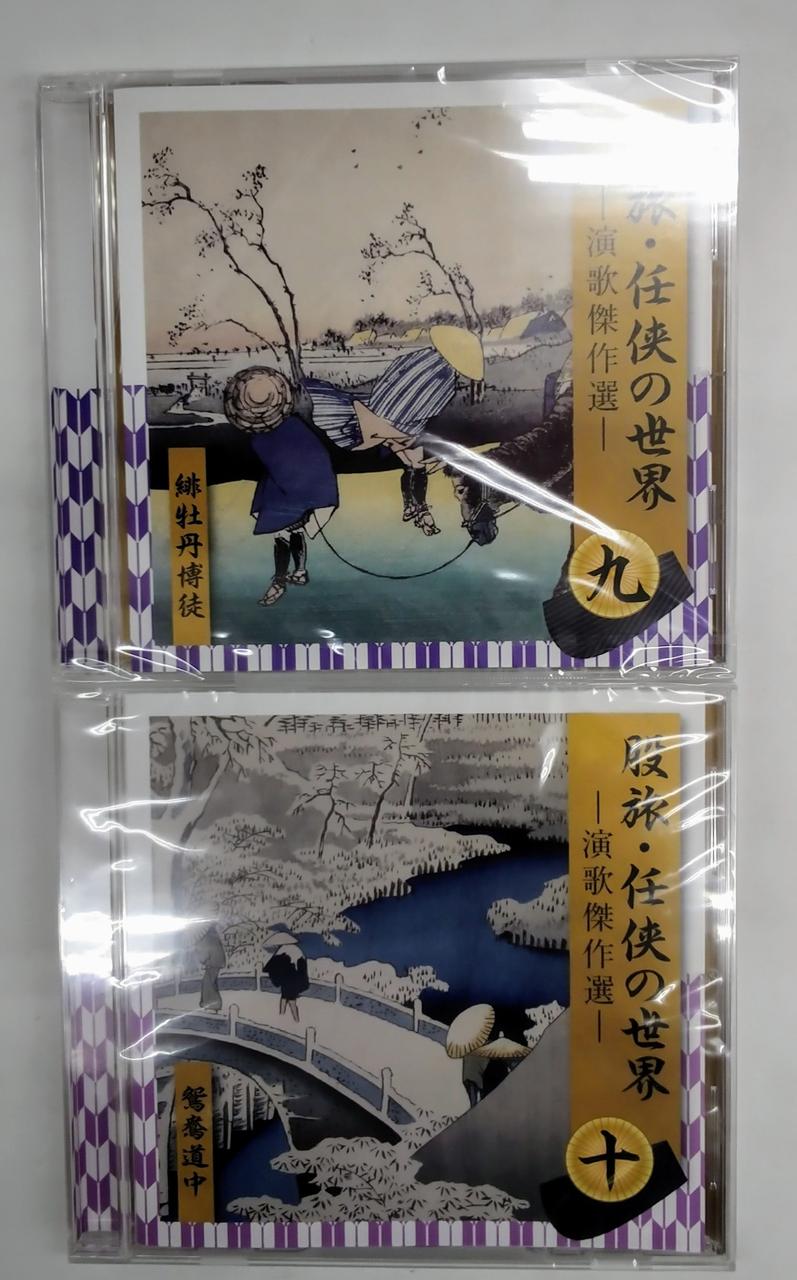 旅・任侠の世界
―演歌傑作選―
九
緋牡丹博徒
股旅・任侠の世界
―演歌傑作選―
十
鴛鴦道中